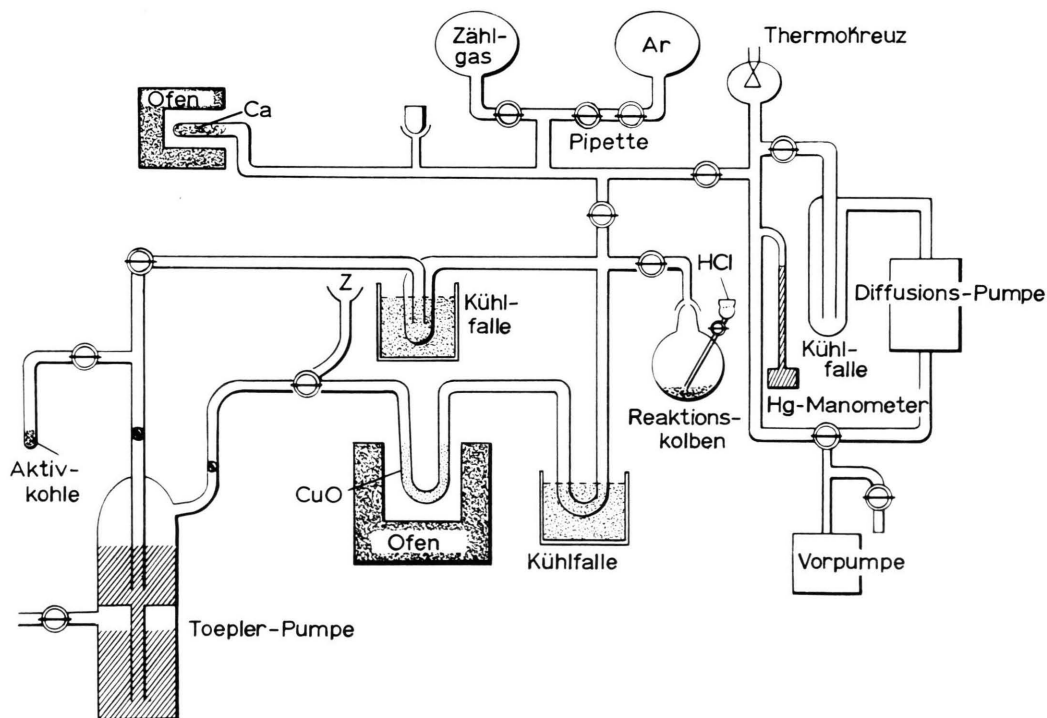 Zähl-
gas
Ar
Thermokreuz
Ofen
Ca
Pipette
HCl
Z
Kühl-
falle
Diffusions-Pumpe
Kühl-
falle
Hg-Manometer
Reaktions-
kolben
Aktiv-
kohle
CuO
Ofen
Kühlfalle
Vorpumpe
Toepler-Pumpe